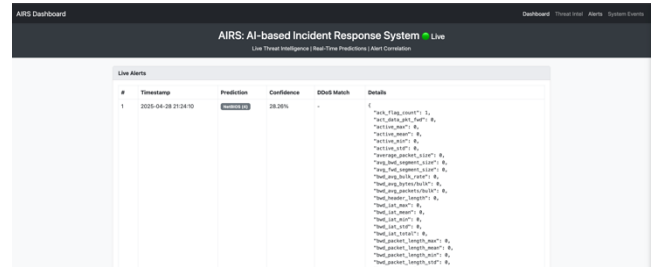 AIRS Dashboard
Dashboard Threat Intel Alerts System Events
AIRS: AI-based Incident Response System Live
Live Threat Intelligence | Real-Time Predictions | Alert Correlation
Live Alerts
# Timestamp Prediction Confidence DDoS Match Details
1 2025-04-28 21:24:10 NetBIOS (4) 28.26% - {
"ack_flag_count": 1,
"act_data_pkt_fwd": 0,
"active_max": 0,
"active_mean": 0,
"active_min": 0,
"active_std": 0,
"average_packet_size": 0,
"avg_bwd_segment_size": 0,
"avg_fwd_segment_size": 0,
"bwd_avg_bulk_rate": 0,
"bwd_avg_bytes/bulk": 0,
"bwd_avg_packets/bulk": 0,
"bwd_header_length": 0,
"bwd_iat_max": 0,
"bwd_iat_mean": 0,
"bwd_iat_min": 0,
"bwd_iat_std": 0,
"bwd_iat_total": 0,
"bwd_packet_length_max": 0,
"bwd_packet_length_mean": 0,
"bwd_packet_length_min": 0,
"bwd_packet_length_std": 0,